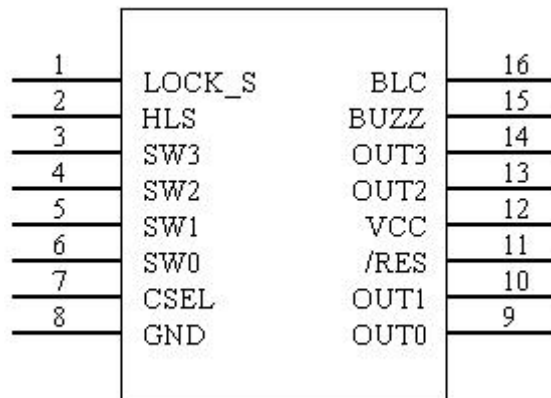 1 LOCK_S BLC 16
2 HLS BUZZ 15
3 SW3 OUT3 14
4 SW2 OUT2 13
5 SW1 VCC 12
6 SW0 /RES 11
7 CSEL OUT1 10
8 GND OUT0 9